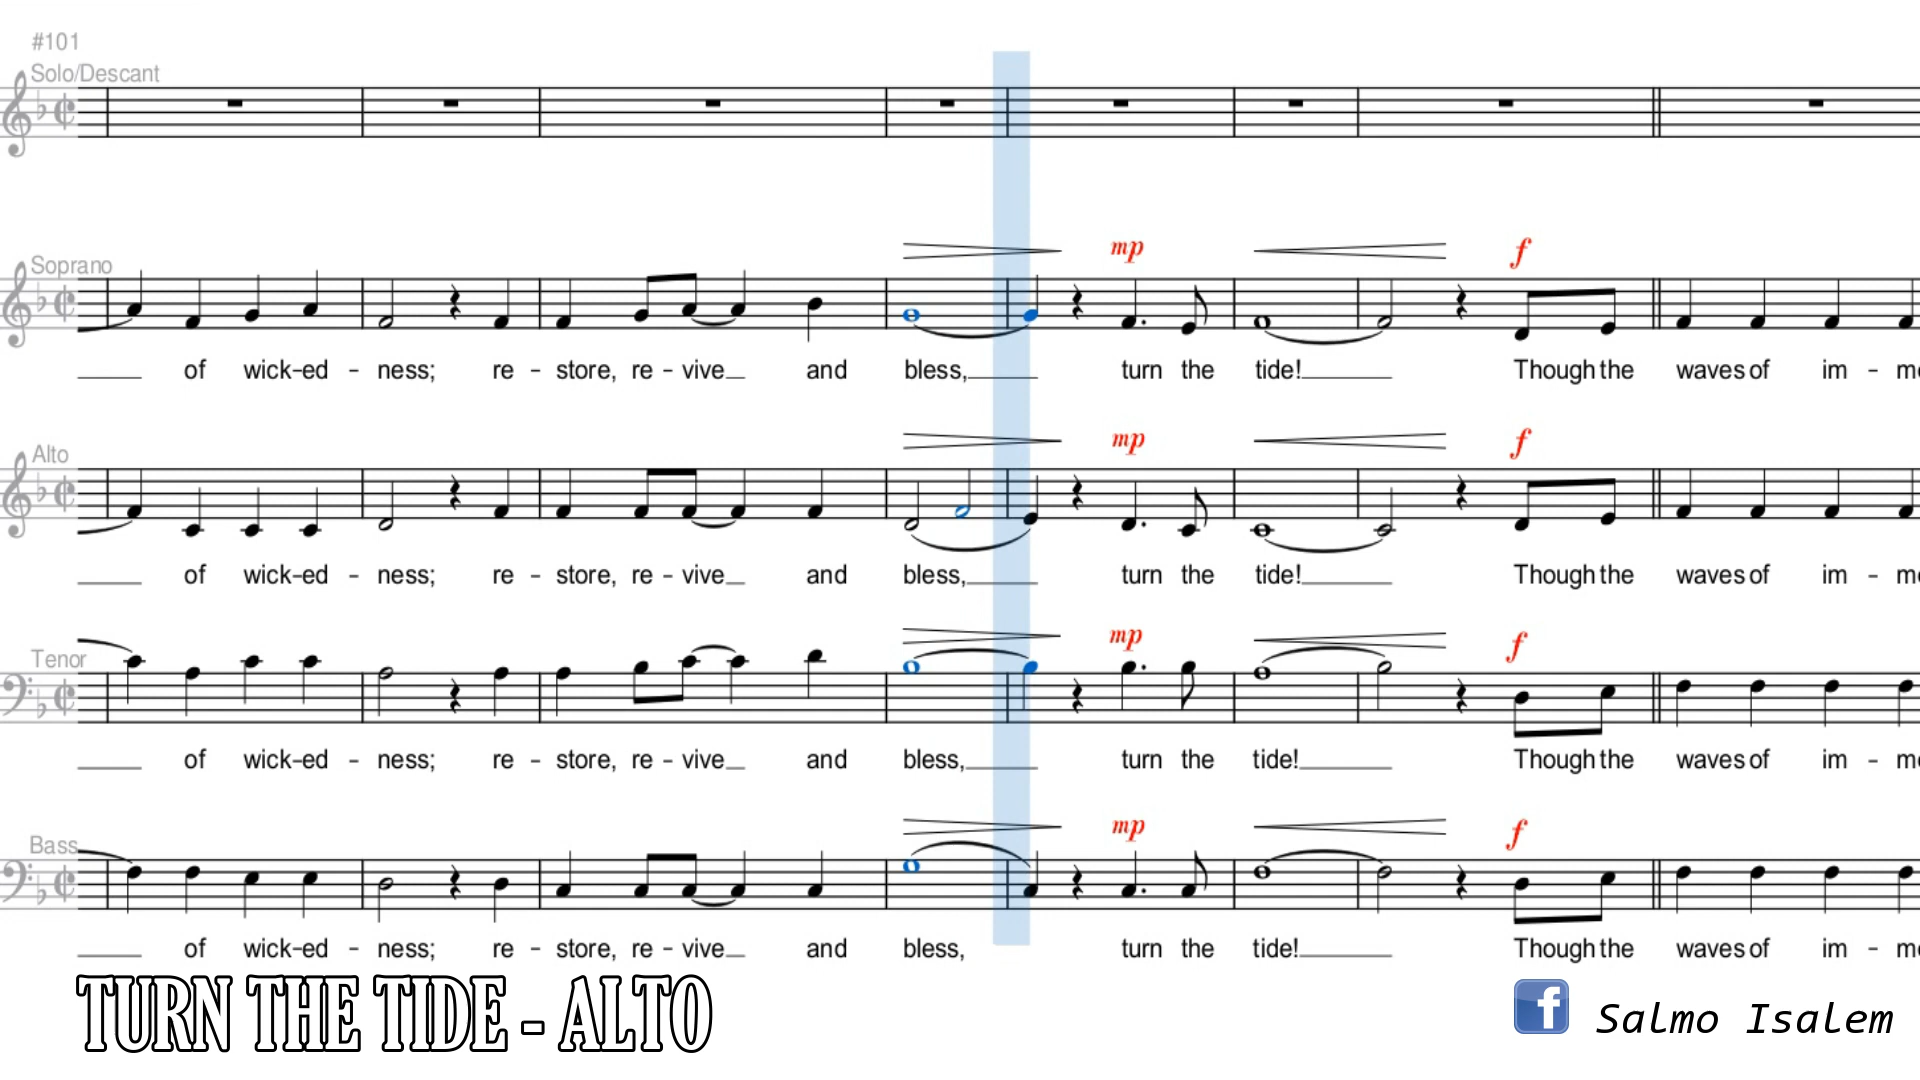 #101
Solo/Descant
Soprano
mp f
of wick-ed - ness; re - store, re - vive and bless, turn the tide! Though the waves of im - m
Alto
mp f
of wick-ed - ness; re - store, re - vive and bless, turn the tide! Though the waves of im - m
Tenor
mp f
of wick-ed - ness; re - store, re - vive and bless, turn the tide! Though the waves of im - m
Bass
mp f
of wick-ed - ness; re - store, re - vive and bless, turn the tide! Though the waves of im - m
TURN THE TIDE - ALTO
f Salmo Isalem